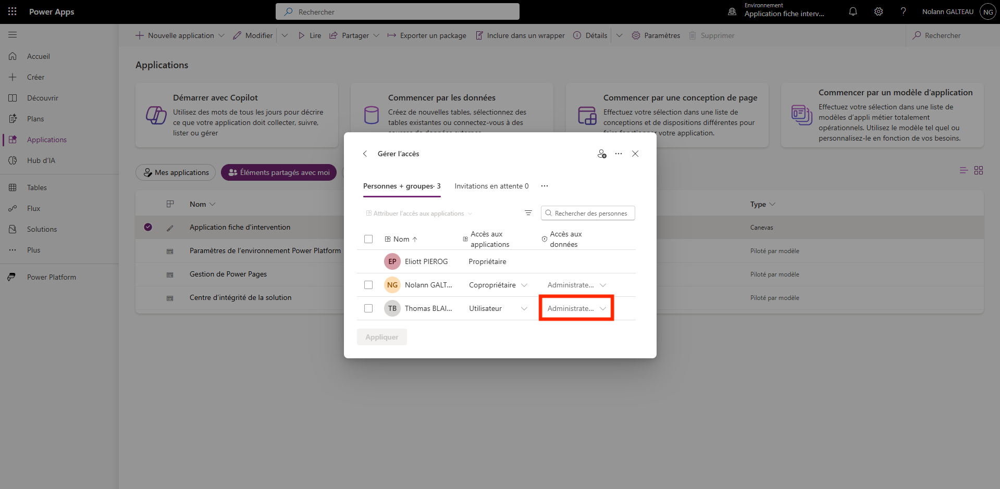 Power Apps
Rechercher
Environnement
Application fiche interv...
Nolann GALTEAU
NG
Nouvelle application
Modifier
Lire
Partager
Exporter un package
Inclure dans un wrapper
Détails
Paramètres
Supprimer
Rechercher
Accueil
Créer
Découvrir
Plans
Applications
Hub d'IA
Tables
Flux
Solutions
Plus
Power Platform
Applications
Démarrer avec Copilot
Utilisez des mots de tous les jours pour décrire
ce que votre application doit collecter, suivre,
lister ou gérer
Commencer par les données
Créez de nouvelles tables, sélectionnez des
tables existantes ou connectez-vous à des
Commencer par une conception de page
Effectuez votre sélection dans une liste de
conceptions et de dispositions différentes pour
faire fonctionner votre application.
Commencer par un modèle d'application
Effectuez votre sélection dans une liste de
modèles d'appli métier totalement
opérationnels. Utilisez le modèle tel quel ou
personnalisez-le en fonction de vos besoins.
Mes applications
Éléments partagés avec moi
Nom
Type
Application fiche d'intervention
Canevas
Paramètres de l'environnement Power Platform
Piloté par modèle
Gestion de Power Pages
Piloté par modèle
Centre d'intégrité de la solution
Piloté par modèle
Gérer l'accès
Personnes + groupes· 3
Invitations en attente 0
Attribuer l'accès aux applications
Rechercher des personnes
Nom
Accès aux
applications
Accès aux
données
EP
Eliott PIEROG
Propriétaire
NG
Nolann GALT...
Copropriétaire
Administrate...
TB
Thomas BLAI...
Utilisateur
Administrate...
Appliquer